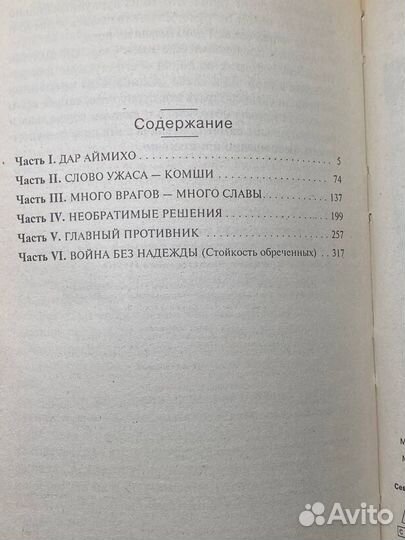 Содержание
Часть I. ДАР АЙМИХО 5
Часть II. СЛОВО УЖАСА — КОМШИ 74
Часть III. МНОГО ВРАГОВ — МНОГО СЛАВЫ 137
Часть IV. НЕОБРАТИМЫЕ РЕШЕНИЯ 199
Часть V. ГЛАВНЫЙ ПРОТИВНИК 257
Часть VI. ВОЙНА БЕЗ НАДЕЖДЫ (Стойкость обреченных) 317
Avito